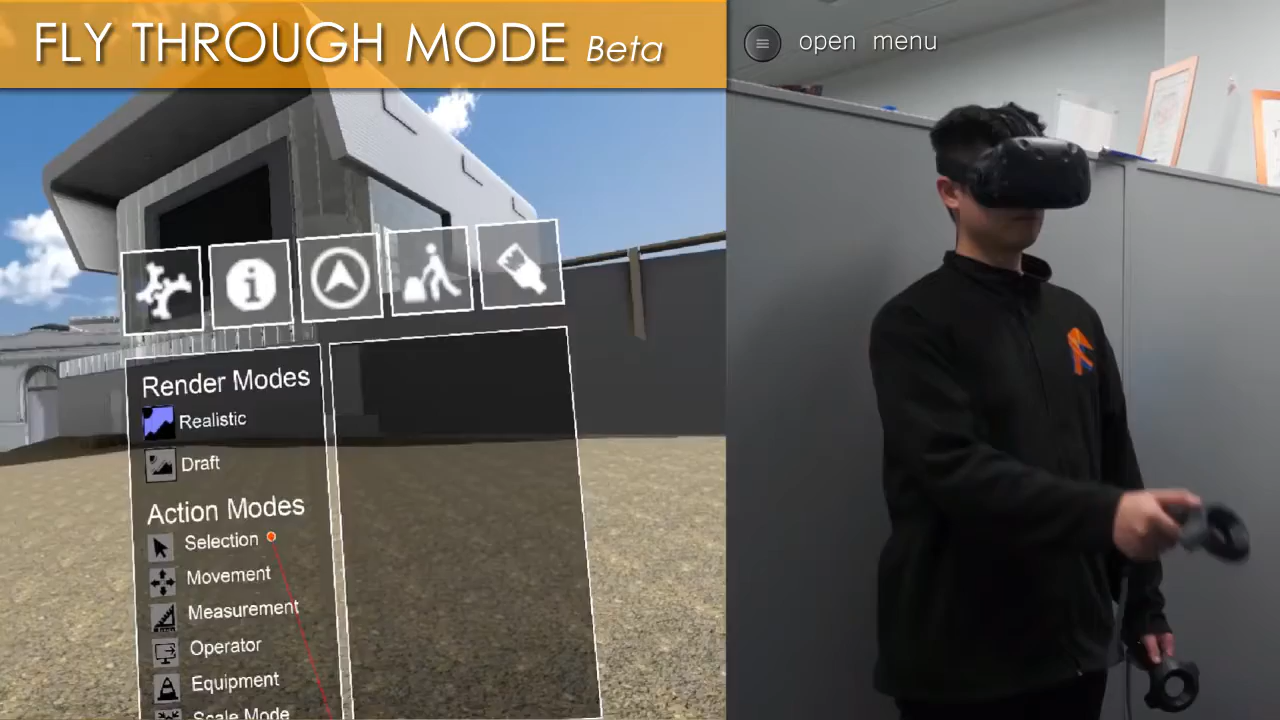 FLY THROUGH MODE Beta
open menu
Render Modes
Realistic
Draft
Action Modes
Selection
Movement
Measurement
Operator
Equipment
Scale Mode